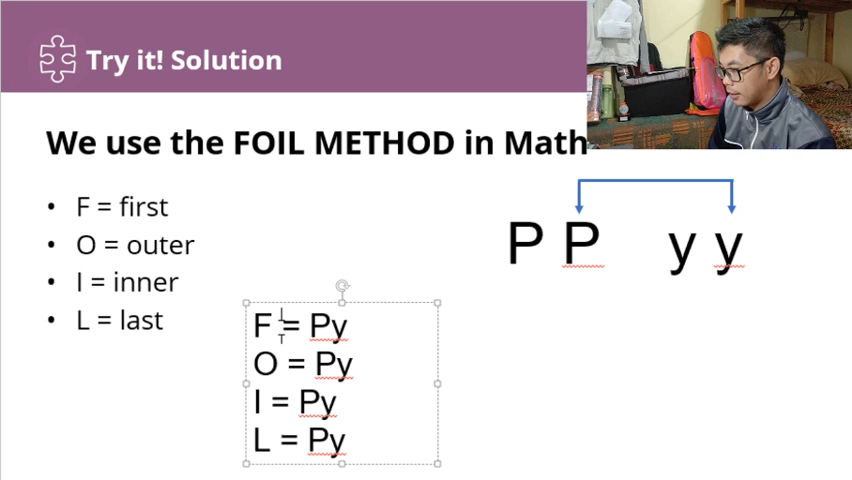 Try it! Solution
We use the FOIL METHOD in Math
• F = first
• O = outer
• I = inner
• L = last
P P y y
F = Py
O = Py
I = Py
L = Py